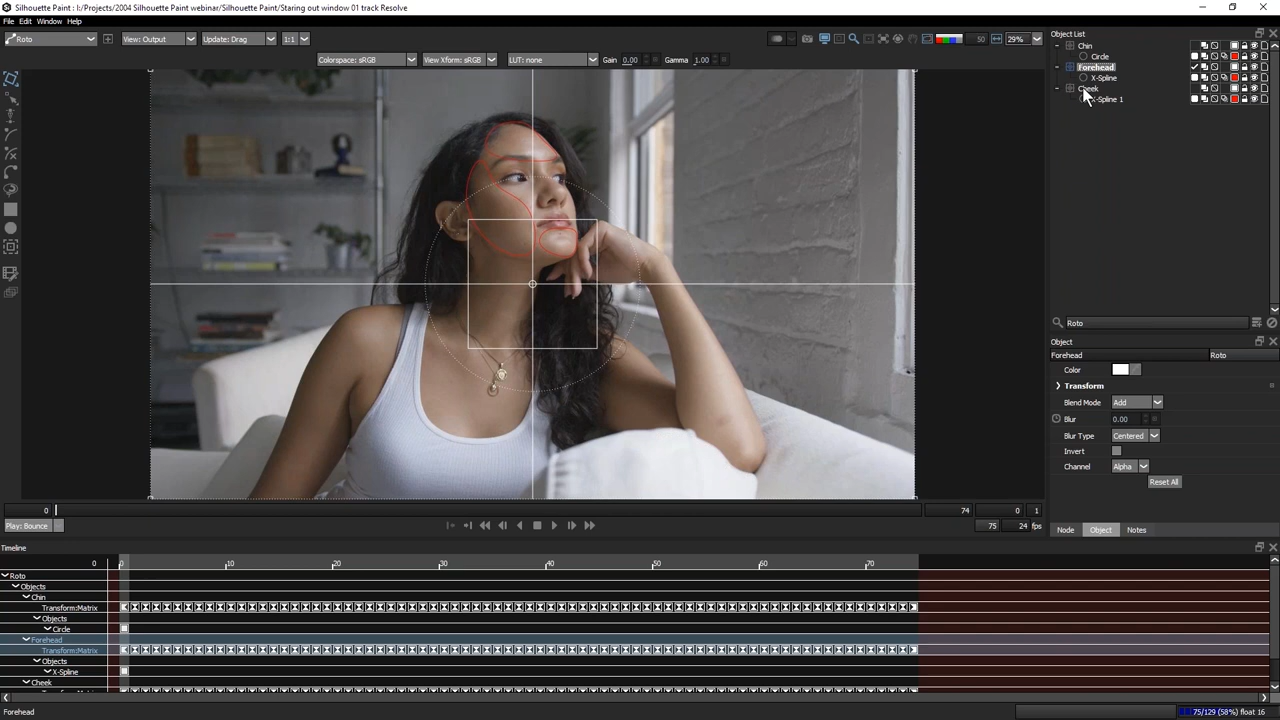 Silhouette Paint : I:/Projects/2004 Silhouette Paint webinar/Silhouette Paint/Staring out window 01 track Resolve
File Edit Window Help
Roto View: Output Update: Drag 1:1 50 29%
Colorspace: sRGB View Xform: sRGB LUT: none Gain 0.00 Gamma 1.00
Object List
Chin
Circle
Forehead
X-Spline
Cheek
X-Spline 1
Roto
Object
Forehead Roto
Color
Transform
Blend Mode Add
Blur 0.00
Blur Type Centered
Invert
Channel Alpha
Reset All
0 74 0 1
Play: Bounce 75 24 fps
Node Object Notes
Timeline
0 0 10 20 30 40 50 60 70
Roto
Objects
Chin
Transform:Matrix
Objects
Circle
Forehead
Transform:Matrix
Objects
X-Spline
Cheek
Forehead 75/129 (58%) float 16